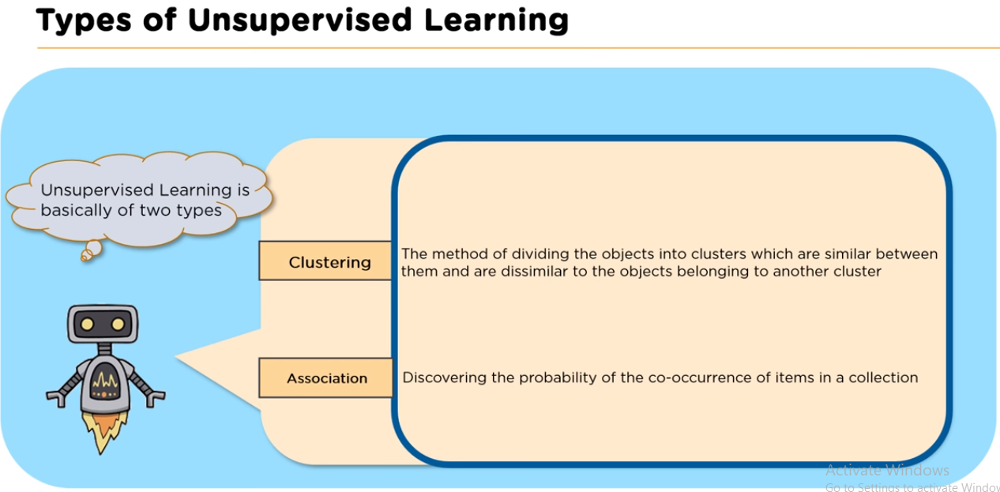 Types of Unsupervised Learning
Unsupervised Learning is
basically of two types
Clustering
The method of dividing the objects into clusters which are similar between
them and are dissimilar to the objects belonging to another cluster
Association
Discovering the probability of the co-occurrence of items in a collection
Activate Windows
Go to Settings to activate Window